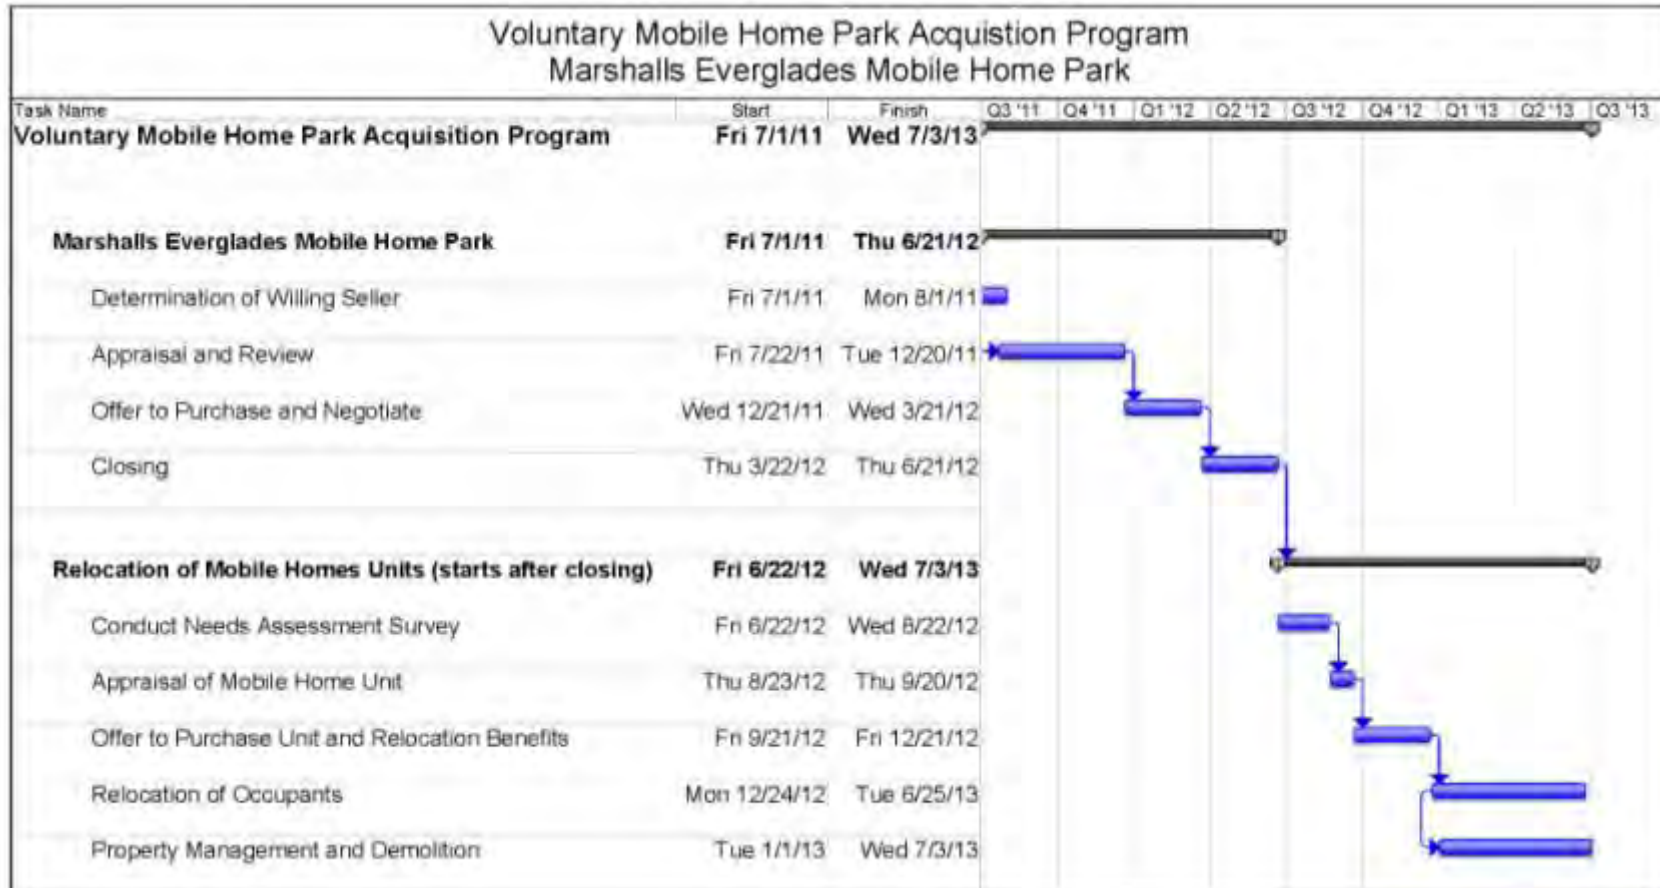 Voluntary Mobile Home Park Acquistion Program
Marshalls Everglades Mobile Home Park
Task Name Start Finish Q3 '11 Q4 '11 Q1 '12 Q2 '12 Q3 '12 Q4 '12 Q1 '13 Q2 '13 Q3 '13
Voluntary Mobile Home Park Acquisition Program Fri 7/1/11 Wed 7/3/13
Marshalls Everglades Mobile Home Park Fri 7/1/11 Thu 6/21/12
Determination of Willing Seller Fri 7/1/11 Mon 8/1/11
Appraisal and Review Fri 7/22/11 Tue 12/20/11
Offer to Purchase and Negotiate Wed 12/21/11 Wed 3/21/12
Closing Thu 3/22/12 Thu 6/21/12
Relocation of Mobile Homes Units (starts after closing) Fri 6/22/12 Wed 7/3/13
Conduct Needs Assessment Survey Fri 6/22/12 Wed 8/22/12
Appraisal of Mobile Home Unit Thu 8/23/12 Thu 9/20/12
Offer to Purchase Unit and Relocation Benefits Fri 9/21/12 Fri 12/21/12
Relocation of Occupants Mon 12/24/12 Tue 6/25/13
Property Management and Demolition Tue 1/1/13 Wed 7/3/13